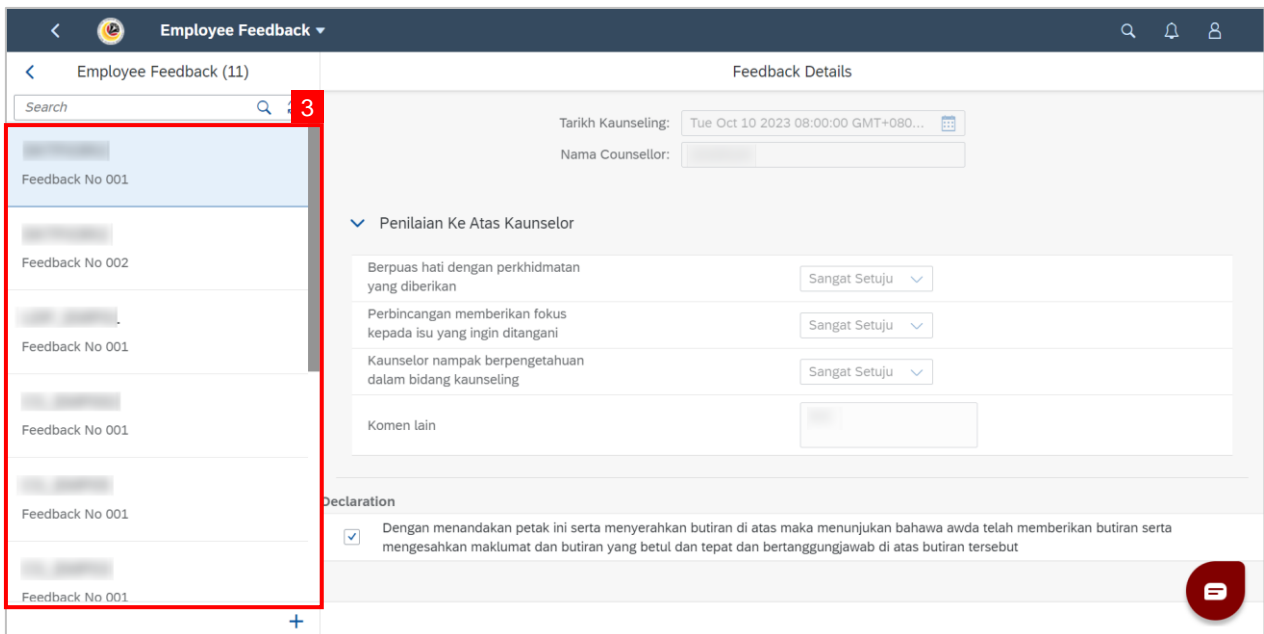 Employee Feedback
Employee Feedback (11)
Feedback Details
Search
3
Feedback No 001
Feedback No 002
Feedback No 001
Feedback No 001
Feedback No 001
Feedback No 001
Tarikh Kaunseling: Tue Oct 10 2023 08:00:00 GMT+080...
Nama Counsellor:
Penilaian Ke Atas Kaunselor
Berpuas hati dengan perkhidmatan
yang diberikan
Sangat Setuju
Perbincangan memberikan fokus
kepada isu yang ingin ditangani
Sangat Setuju
Kaunselor nampak berpengetahuan
dalam bidang kaunseling
Sangat Setuju
Komen lain
Declaration
Dengan menandakan petak ini serta menyerahkan butiran di atas maka menunjukan bahawa awda telah memberikan butiran serta
mengesahkan maklumat dan butiran yang betul dan tepat dan bertanggungjawab di atas butiran tersebut